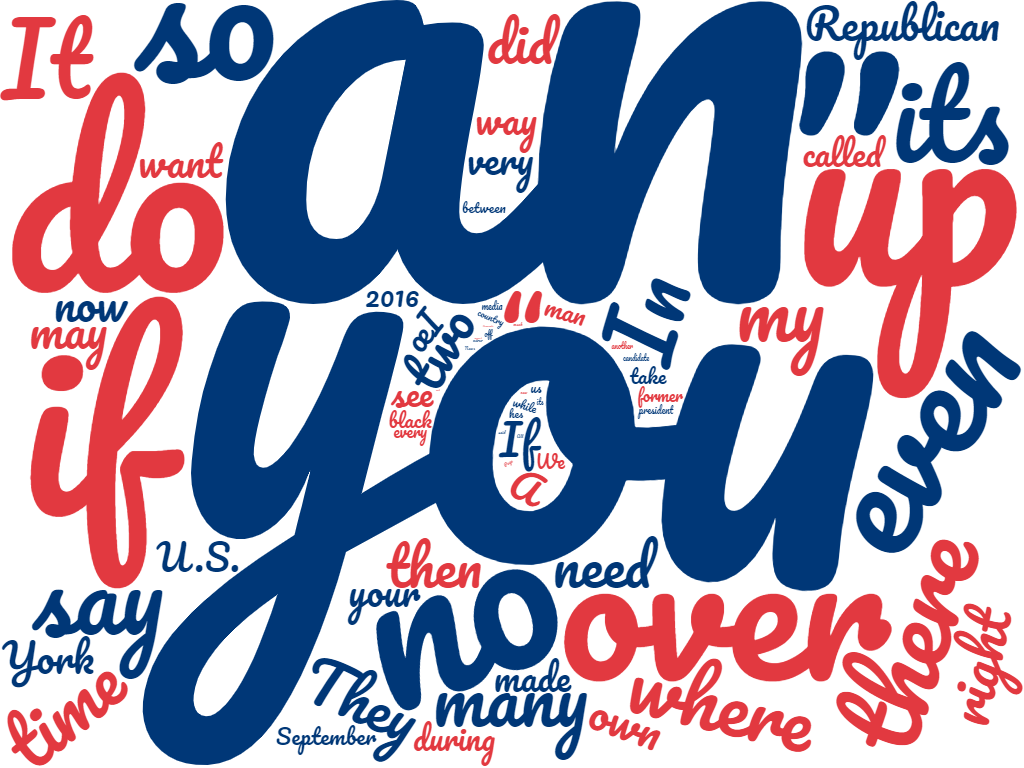 It
so
an
did
Republican
way
very
between
"
its
called
want
do
up
now
may
2016
media
country
"
man
In
my
two
off
if
you
another
candidate
take
former
president
see
black
every
us
while
its
hes
If
We
A
even
U.S.
then
need
your
no
over
there
right
say
York
time
They
made
many
where
own
September
during